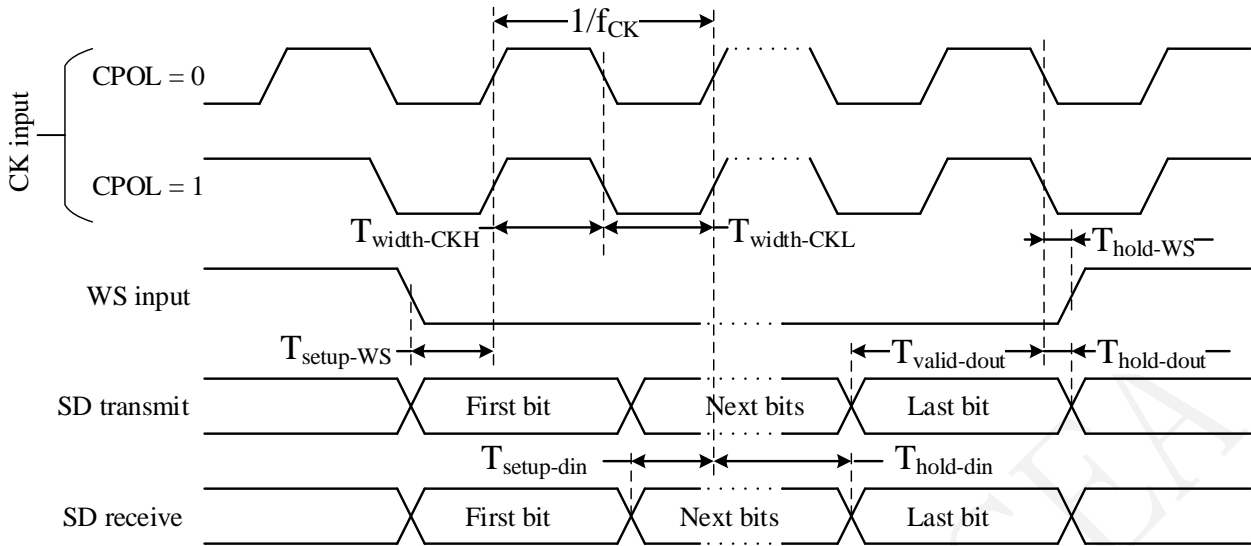 1/fCK
CK input
CPOL = 0
CPOL = 1
Twidth-CKH
Twidth-CKL
Thold-WS
WS input
Tsetup-WS
Tvalid-dout
Thold-dout
SD transmit
First bit
Next bits
Last bit
Tsetup-din
Thold-din
SD receive
First bit
Next bits
Last bit